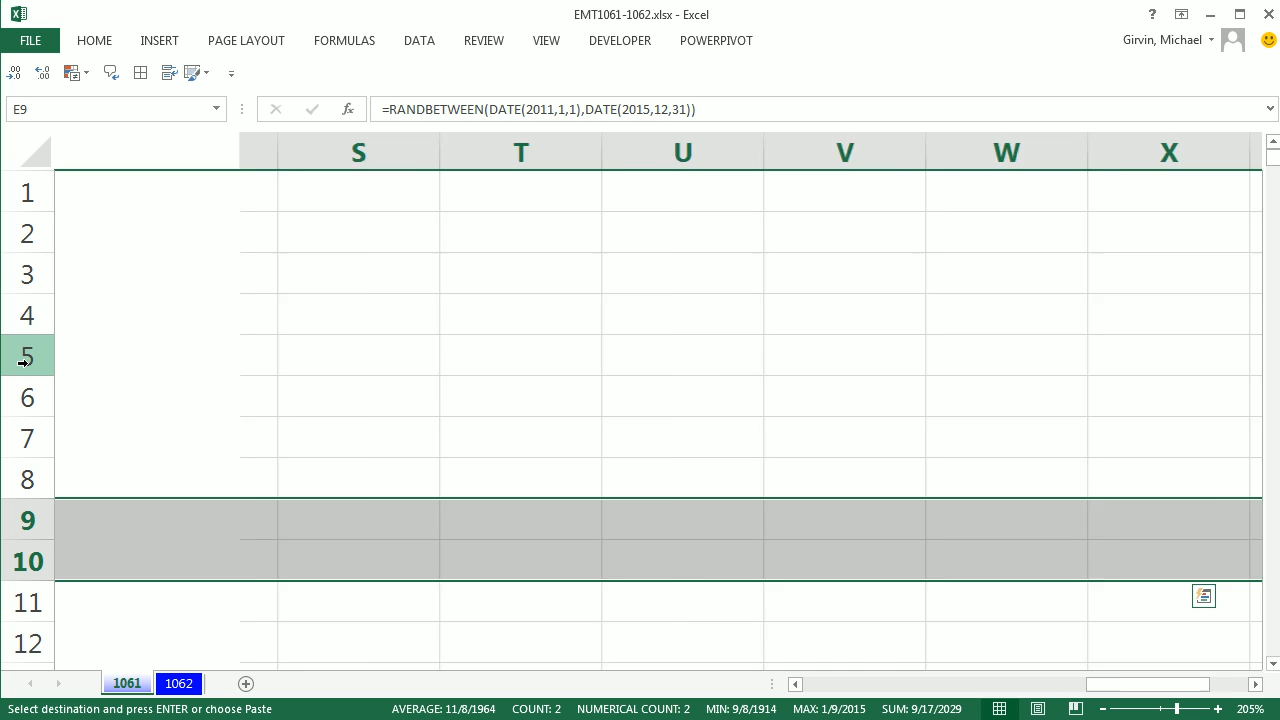 EMT1061-1062.xlsx - Excel
?
FILE HOME INSERT PAGE LAYOUT FORMULAS DATA REVIEW VIEW DEVELOPER POWERPIVOT Girvin, Michael
E9 fx =RANDBETWEEN(DATE(2011,1,1),DATE(2015,12,31))
S T U V W X
1
2
3
4
5
6
7
8
9
10
11
12
1061 1062
Select destination and press ENTER or choose Paste AVERAGE: 11/8/1964 COUNT: 2 NUMERICAL COUNT: 2 MIN: 9/8/1914 MAX: 1/9/2015 SUM: 9/17/2029 205%